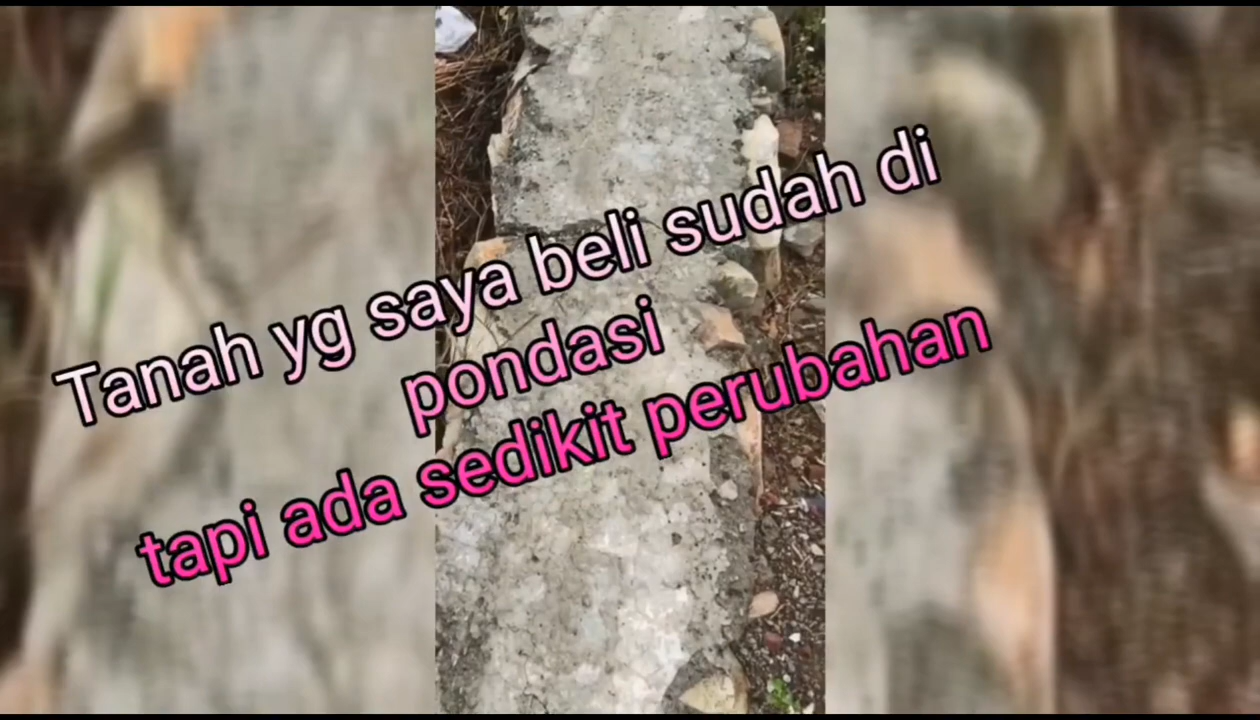 Tanah yg saya beli sudah di
pondasi
tapi ada sedikit perubahan